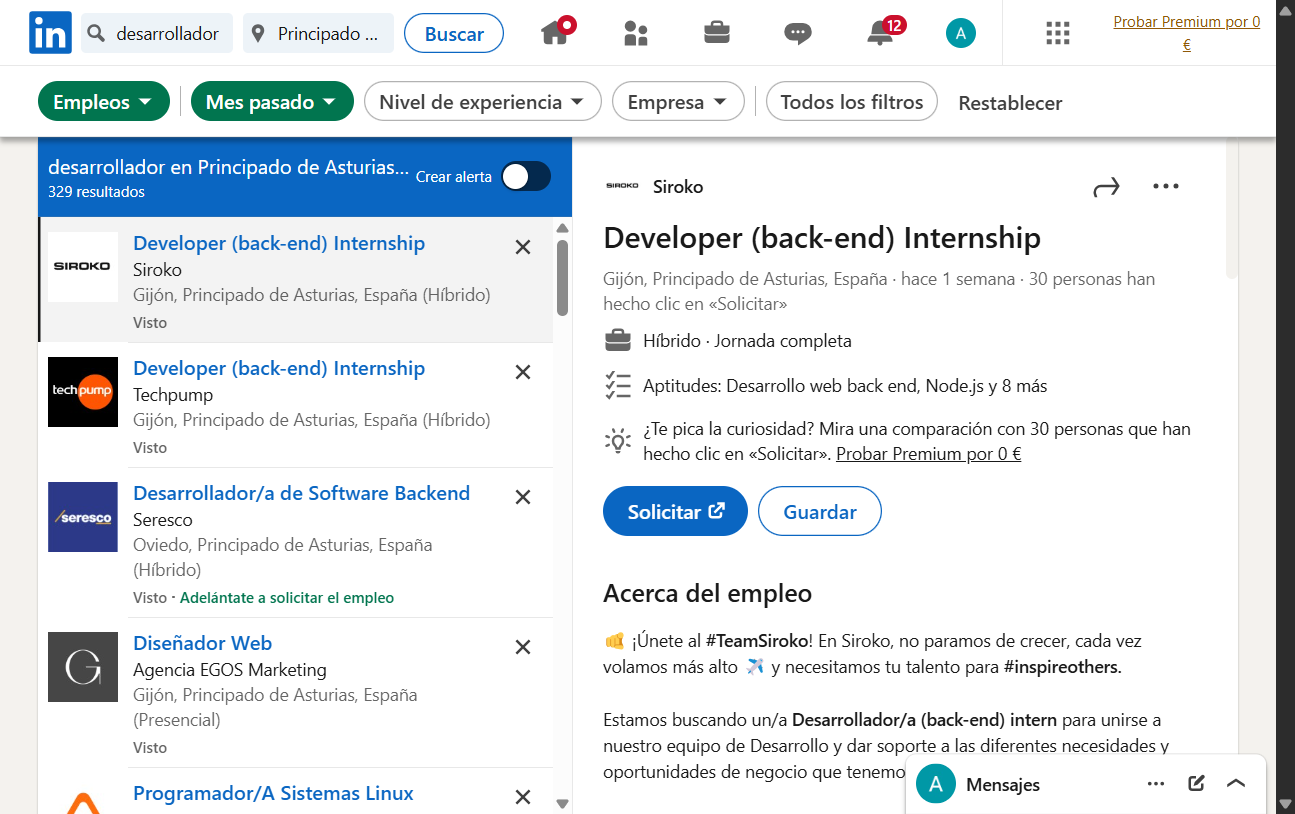 in
desarrollador
Principado ...
Buscar
12
A
Probar Premium por 0
€
Empleos
Mes pasado
Nivel de experiencia
Empresa
Todos los filtros
Restablecer
desarrollador en Principado de Asturias...
329 resultados
Crear alerta
SIROKO
Developer (back-end) Internship
Siroko
Gijón, Principado de Asturias, España (Híbrido)
Visto
techpump
Developer (back-end) Internship
Techpump
Gijón, Principado de Asturias, España (Híbrido)
Visto
seresco
Desarrollador/a de Software Backend
Seresco
Oviedo, Principado de Asturias, España
(Híbrido)
Visto · Adelántate a solicitar el empleo
G
Diseñador Web
Agencia EGOS Marketing
Gijón, Principado de Asturias, España
(Presencial)
Visto
Programador/A Sistemas Linux
SIROKO
Siroko
Developer (back-end) Internship
Gijón, Principado de Asturias, España · hace 1 semana · 30 personas han
hecho clic en «Solicitar»
Híbrido · Jornada completa
Aptitudes: Desarrollo web back end, Node.js y 8 más
¿Te pica la curiosidad? Mira una comparación con 30 personas que han
hecho clic en «Solicitar». Probar Premium por 0 €
Solicitar
Guardar
Acerca del empleo
🤜 ¡Únete al #TeamSiroko! En Siroko, no paramos de crecer, cada vez
volamos más alto ✈️ y necesitamos tu talento para #inspireothers.
Estamos buscando un/a Desarrollador/a (back-end) intern para unirse a
nuestro equipo de Desarrollo y dar soporte a las diferentes necesidades y
oportunidades de negocio que tenemo
A
Mensajes